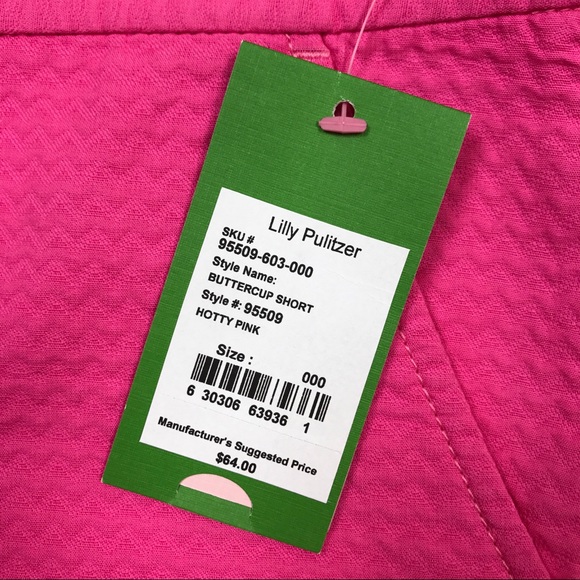 Lilly Pulitzer
SKU #
95509-603-000
Style Name:
BUTTERCUP SHORT
Style #: 95509
HOTTY PINK
Size : 000
6 30306 63936 1
Manufacturer's Suggested Price
$64.00